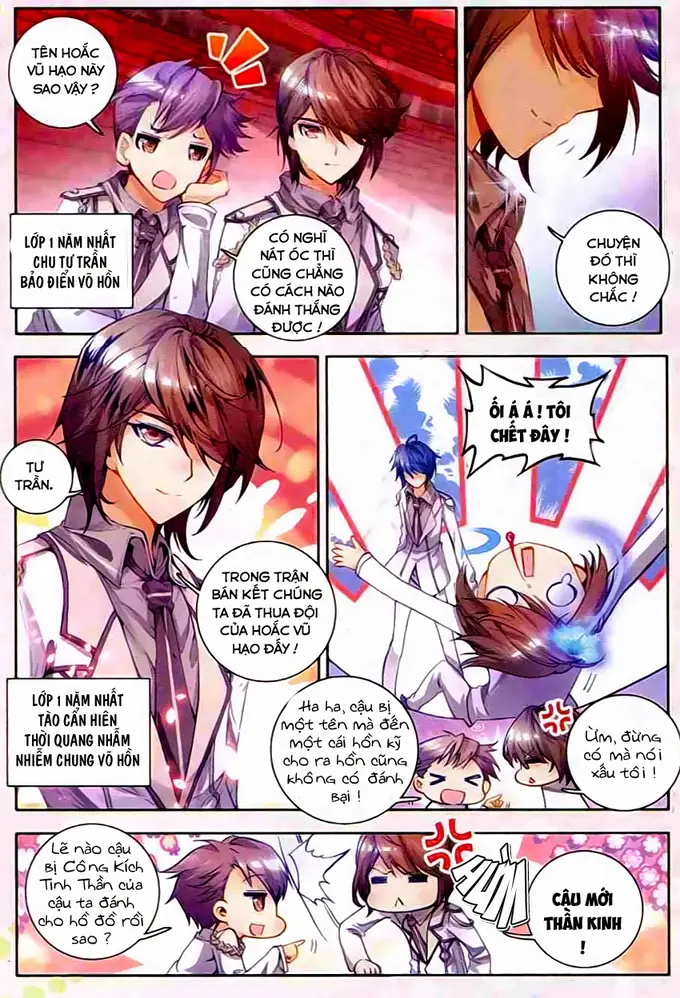 TÊN HOẮC
VŨ HẠO NÀY
SAO VẬY ?
LỚP 1 NĂM NHẤT
CHU TƯ TRẦN
BẢO ĐIỂN VÕ HỒN
CÓ NGHĨ
NÁT ÓC THÌ
CŨNG CHẲNG
CÓ CÁCH NÀO
ĐÁNH THẮNG
ĐƯỢC !
CHUYỆN
ĐÓ THÌ
KHÔNG
CHẮC !
TƯ
TRẦN.
TRONG TRẬN
BÁN KẾT CHÚNG
TA ĐÃ THUA ĐỘI
CỦA HOẮC VŨ
HẠO ĐẤY !
LỚP 1 NĂM NHẤT
TÀO CẨN HIÊN
THỜI QUANG NHẪM
NHIỄM CHUNG VÕ HỒN
ỐI Á Á ! TÔI
CHẾT ĐÂY !
Ha ha, cậu bị
một tên mà đến
một cái hồn kỹ
cho ra hồn cũng
không có đánh
bại !
Ừm, đừng
có mà nói
xấu tôi !
Lẽ nào cậu
bị Công Kích
Tinh Thần của
cậu ta đánh
cho hồ đồ rồi
sao ?
ẦM
CẬU MỚI
THẦN KINH
!